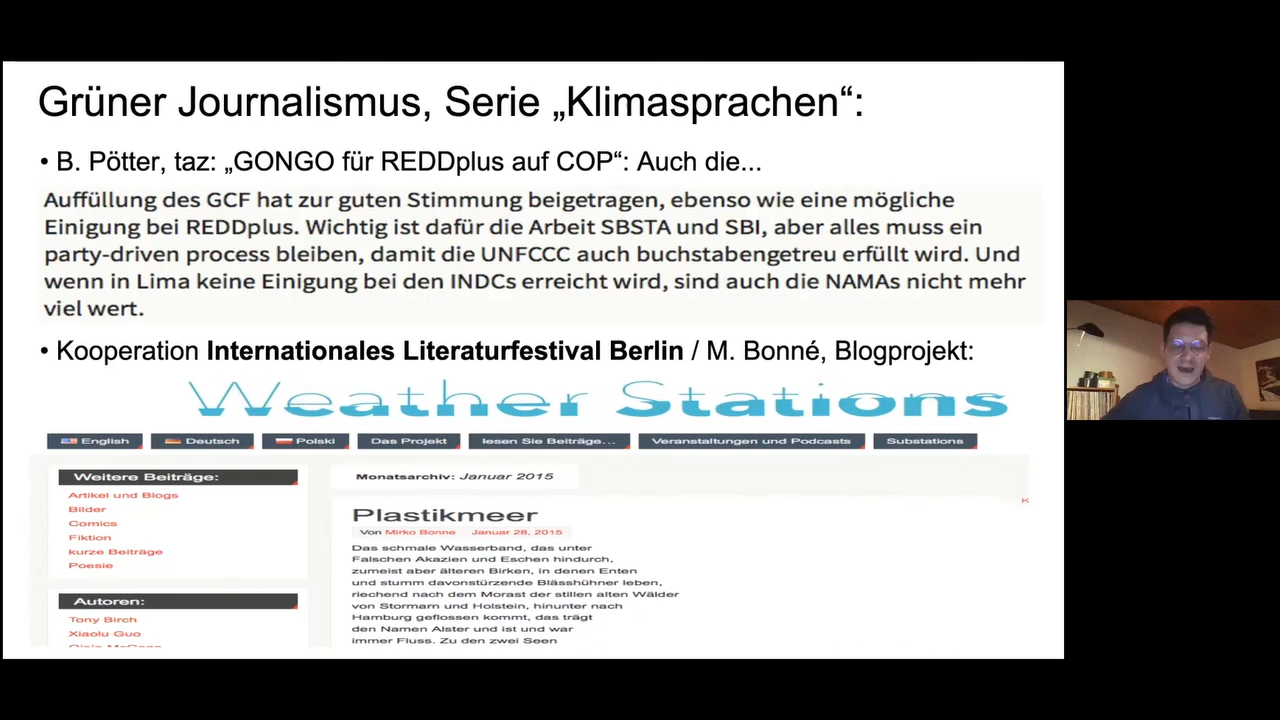 Grüner Journalismus, Serie „Klimasprachen“:
• B. Pötter, taz: „GONGO für REDDplus auf COP“: Auch die...
Auffüllung des GCF hat zur guten Stimmung beigetragen, ebenso wie eine mögliche
Einigung bei REDDplus. Wichtig ist dafür die Arbeit SBSTA und SBI, aber alles muss ein
party-driven process bleiben, damit die UNFCCC auch buchstabengetreu erfüllt wird. Und
wenn in Lima keine Einigung bei den INDCs erreicht wird, sind auch die NAMAs nicht mehr
viel wert.
• Kooperation Internationales Literaturfestival Berlin / M. Bonné, Blogprojekt:
Weather Stations
English Deutsch Polski Das Projekt lesen Sie Beiträge... Veranstaltungen und Podcasts Substations
Weitere Beiträge:
Artikel und Blogs
Bilder
Comics
Fiktion
kurze Beiträge
Poesie
Autoren:
Tony Birch
Xiaolu Guo
Monatsarchiv: Januar 2015
K
Plastikmeer
Von Mirko Bonne Januar 28, 2015
Das schmale Wasserband, das unter
Falschen Akazien und Eschen hindurch,
zumeist aber älteren Birken, in denen Enten
und stumm davonstürzende Blässhühner leben,
riechend nach dem Morast der stillen alten Wälder
von Stormarn und Holstein, hinunter nach
Hamburg geflossen kommt, das trägt
den Namen Alster und ist und war
immer Fluss. Zu den zwei Seen